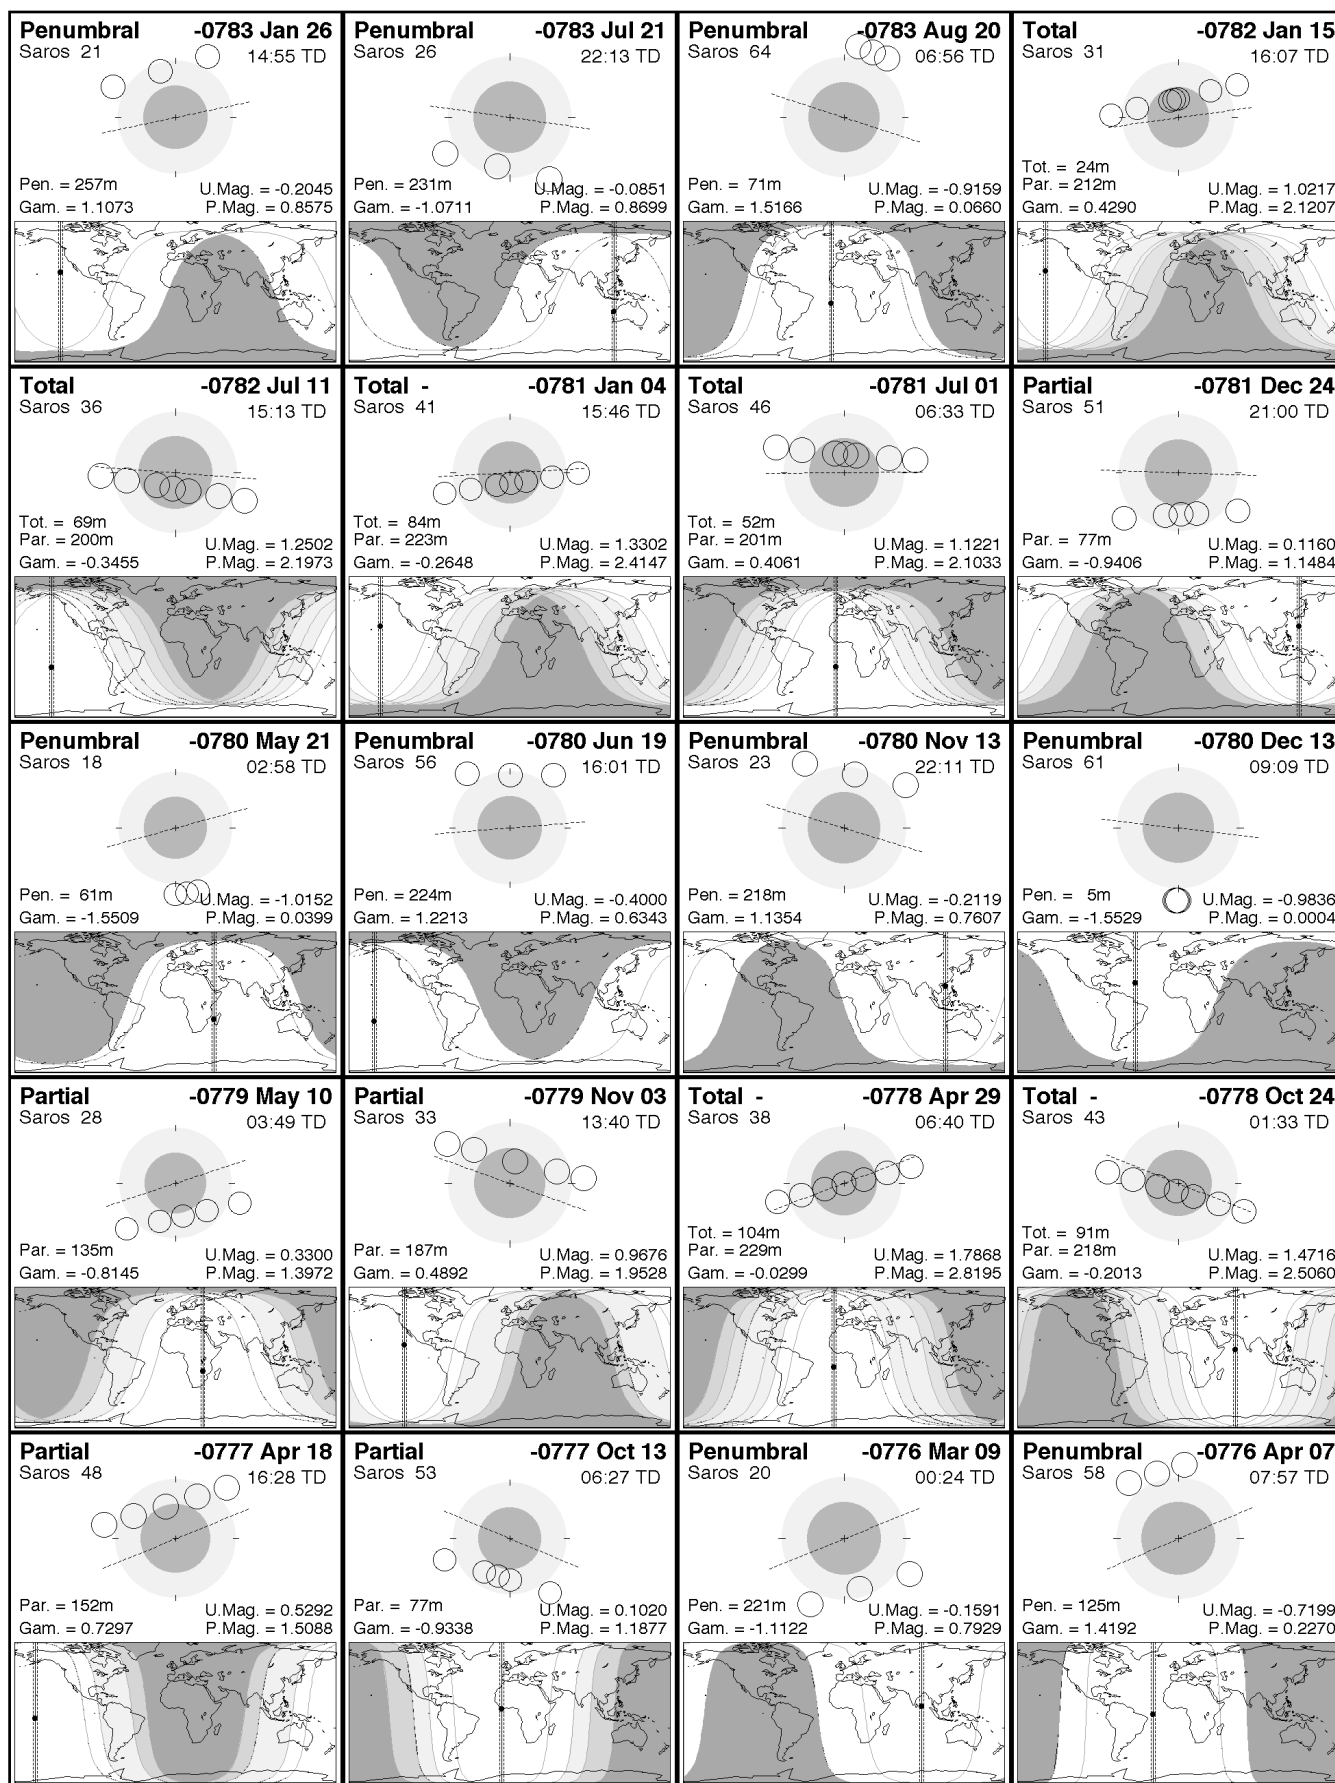 Penumbral -0783 Jan 26
Saros 21 14:55 TD
Pen. = 257m U.Mag. = -0.2045
Gam. = 1.1073 P.Mag. = 0.8575
Penumbral -0783 Jul 21
Saros 26 22:13 TD
Pen. = 231m U.Mag. = -0.0851
Gam. = -1.0711 P.Mag. = 0.8699
Penumbral -0783 Aug 20
Saros 64 06:56 TD
Pen. = 71m U.Mag. = -0.9159
Gam. = 1.5166 P.Mag. = 0.0660
Total -0782 Jan 15
Saros 31 16:07 TD
Tot. = 24m
Par. = 212m U.Mag. = 1.0217
Gam. = 0.4290 P.Mag. = 2.1207
Total -0782 Jul 11
Saros 36 15:13 TD
Tot. = 69m
Par. = 200m U.Mag. = 1.2502
Gam. = -0.3455 P.Mag. = 2.1973
Total - -0781 Jan 04
Saros 41 15:46 TD
Tot. = 84m
Par. = 223m U.Mag. = 1.3302
Gam. = -0.2648 P.Mag. = 2.4147
Total -0781 Jul 01
Saros 46 06:33 TD
Tot. = 52m
Par. = 201m U.Mag. = 1.1221
Gam. = 0.4061 P.Mag. = 2.1033
Partial -0781 Dec 24
Saros 51 21:00 TD
Par. = 77m U.Mag. = 0.1160
Gam. = -0.9406 P.Mag. = 1.1484
Penumbral -0780 May 21
Saros 18 02:58 TD
Pen. = 61m U.Mag. = -1.0152
Gam. = -1.5509 P.Mag. = 0.0399
Penumbral -0780 Jun 19
Saros 56 16:01 TD
Pen. = 224m U.Mag. = -0.4000
Gam. = 1.2213 P.Mag. = 0.6343
Penumbral -0780 Nov 13
Saros 23 22:11 TD
Pen. = 218m U.Mag. = -0.2119
Gam. = 1.1354 P.Mag. = 0.7607
Penumbral -0780 Dec 13
Saros 61 09:09 TD
Pen. = 5m U.Mag. = -0.9836
Gam. = -1.5529 P.Mag. = 0.0004
Partial -0779 May 10
Saros 28 03:49 TD
Par. = 135m U.Mag. = 0.3300
Gam. = -0.8145 P.Mag. = 1.3972
Partial -0779 Nov 03
Saros 33 13:40 TD
Par. = 187m U.Mag. = 0.9676
Gam. = 0.4892 P.Mag. = 1.9528
Total - -0778 Apr 29
Saros 38 06:40 TD
Tot. = 104m
Par. = 229m U.Mag. = 1.7868
Gam. = -0.0299 P.Mag. = 2.8195
Total - -0778 Oct 24
Saros 43 01:33 TD
Tot. = 91m
Par. = 218m U.Mag. = 1.4716
Gam. = -0.2013 P.Mag. = 2.5060
Partial -0777 Apr 18
Saros 48 16:28 TD
Par. = 152m U.Mag. = 0.5292
Gam. = 0.7297 P.Mag. = 1.5088
Partial -0777 Oct 13
Saros 53 06:27 TD
Par. = 77m U.Mag. = 0.1020
Gam. = -0.9338 P.Mag. = 1.1877
Penumbral -0776 Mar 09
Saros 20 00:24 TD
Pen. = 221m U.Mag. = -0.1591
Gam. = -1.1122 P.Mag. = 0.7929
Penumbral -0776 Apr 07
Saros 58 07:57 TD
Pen. = 125m U.Mag. = -0.7199
Gam. = 1.4192 P.Mag. = 0.2270